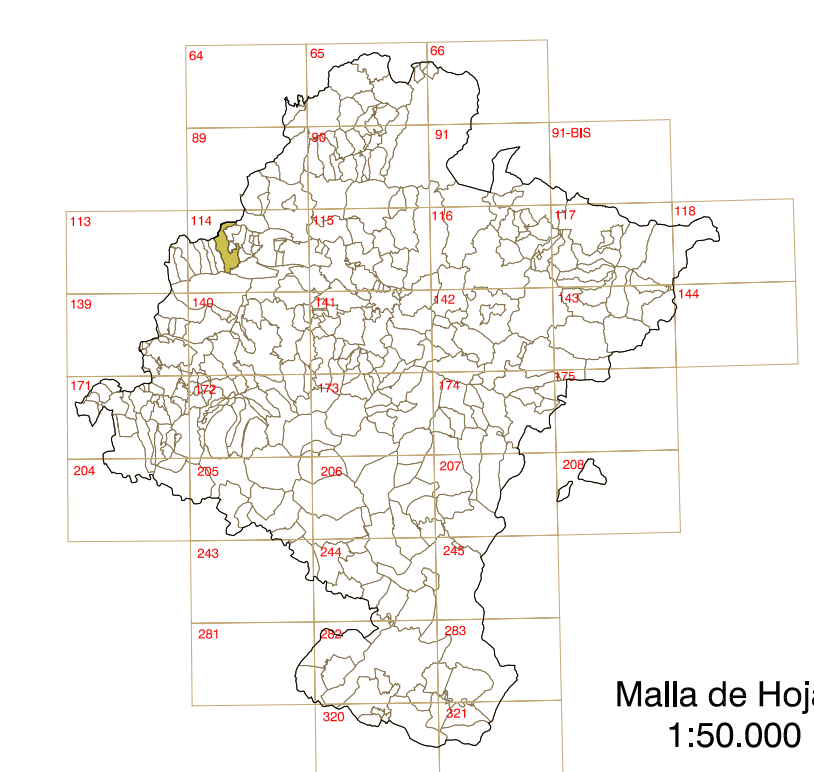 64 65 66
89 90 91 91-BIS
113 114 115 116 117 118
139 140 141 142 143 144
171 172 173 174 175
204 205 206 207 208
243 244 245
281 282 283
320 321
Malla de Hoja
1:50.000